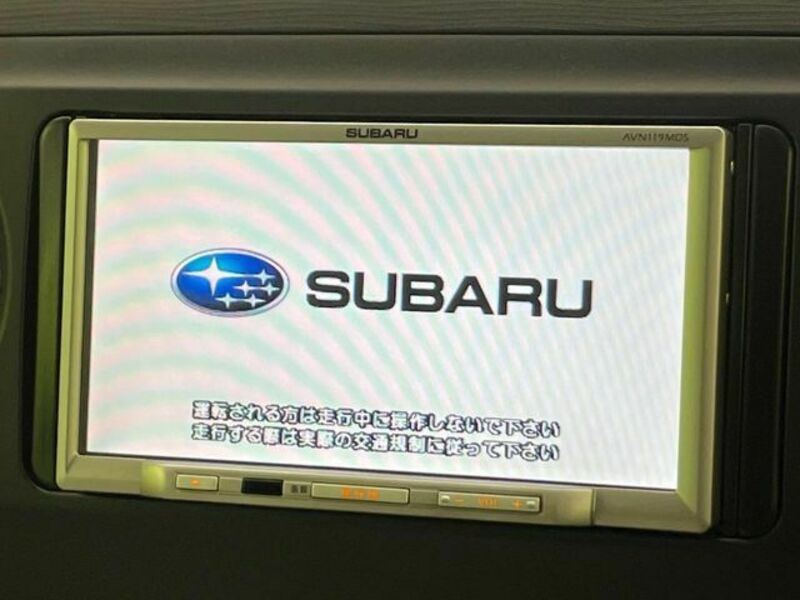 SUBARU
AVN119MDS
SUBARU
運転される方は走行中に操作しないで下さい
走行する際は実際の交通規制に従って下さい
− VOL +